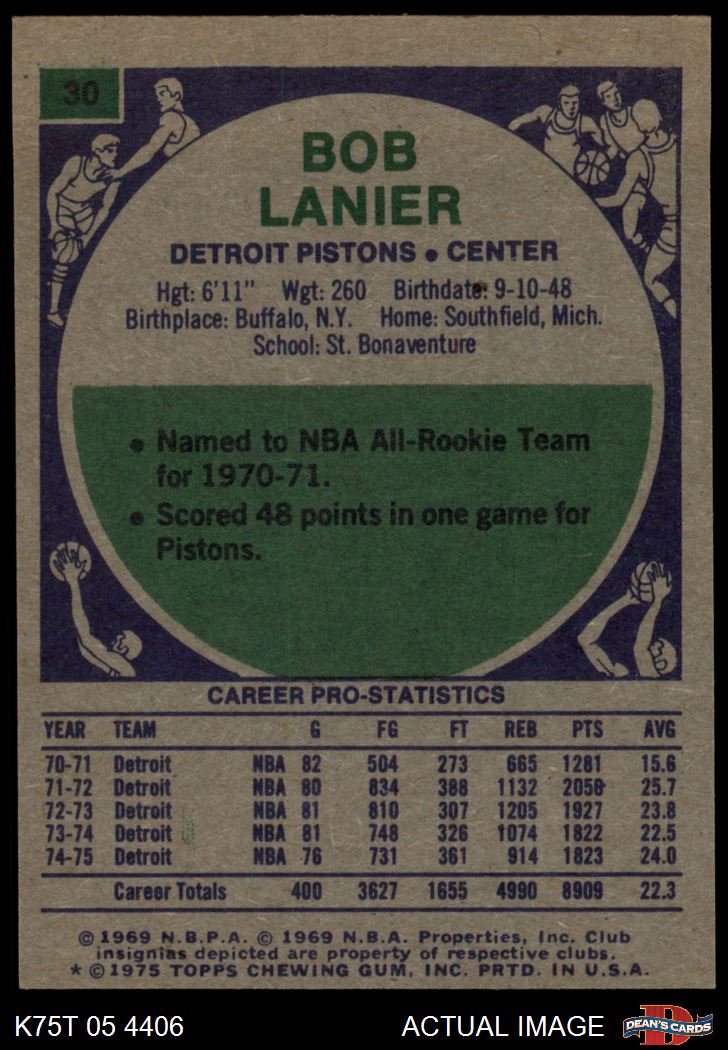 30
BOB
LANIER
DETROIT PISTONS • CENTER
Hgt: 6'11" Wgt: 260 Birthdate: 9-10-48
Birthplace: Buffalo, N.Y. Home: Southfield, Mich.
School: St. Bonaventure
• Named to NBA All-Rookie Team
for 1970-71.
• Scored 48 points in one game for
Pistons.
CAREER PRO-STATISTICS
YEAR TEAM G FG FT REB PTS AVG
70-71 Detroit NBA 82 504 273 665 1281 15.6
71-72 Detroit NBA 80 834 388 1132 2056 25.7
72-73 Detroit NBA 81 810 307 1205 1927 23.8
73-74 Detroit NBA 81 748 326 1074 1822 22.5
74-75 Detroit NBA 76 731 361 914 1823 24.0
Career Totals 400 3627 1655 4990 8909 22.3
© 1969 N.B.P.A. © 1969 N.B.A. Properties, Inc. Club
insignias depicted are property of respective clubs.
* © 1975 TOPPS CHEWING GUM, INC. PRTD. IN U.S.A.
K75T 05 4406 ACTUAL IMAGE
D
DEAN'S CARDS